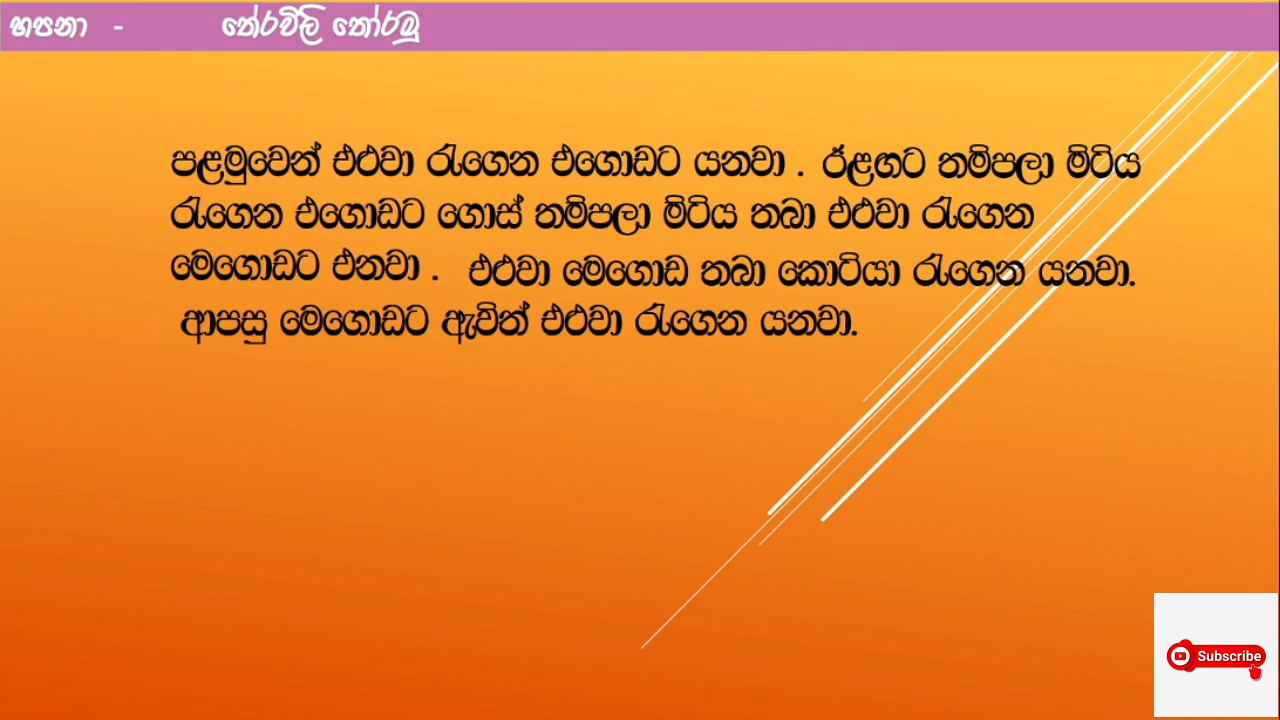 හපනා - තේරවිලි තෝරමු
පළමුවෙන් එළුවා රැගෙන එගොඩට යනවා . ඊළඟට තම්පලා මිටිය
රැගෙන එගොඩට ගොස් තම්පලා මිටිය තබා එළුවා රැගෙන
මෙගොඩට එනවා . එළුවා මෙගොඩ තබා කොටියා රැගෙන යනවා.
ආපසු මෙගොඩට ඇවිත් එළුවා රැගෙන යනවා.
Subscribe